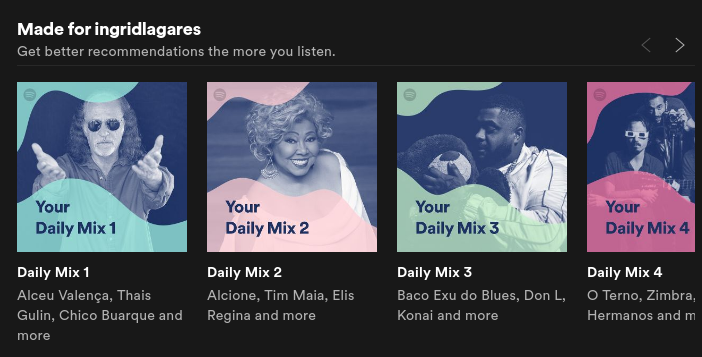 Made for ingridlagares
Get better recommendations the more you listen.
Your
Daily Mix 1
Your
Daily Mix 2
Your
Daily Mix 3
Your
Daily Mix 4
Daily Mix 1
Alceu Valença, Thais
Gulin, Chico Buarque and
more
Daily Mix 2
Alcione, Tim Maia, Elis
Regina and more
Daily Mix 3
Baco Exu do Blues, Don L,
Konai and more
Daily Mix 4
O Terno, Zimbra,
Hermanos and m